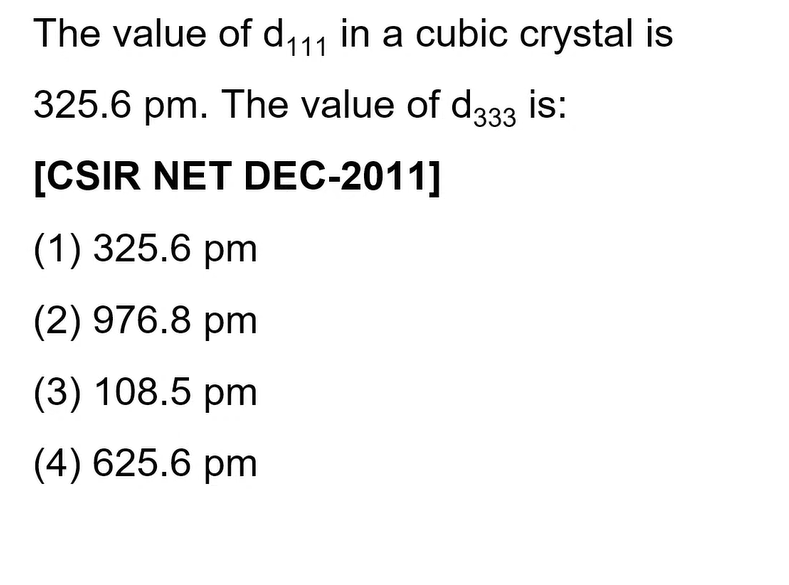 The value of d₁₁₁ in a cubic crystal is
325.6 pm. The value of d₃₃₃ is:
[CSIR NET DEC-2011]
(1) 325.6 pm
(2) 976.8 pm
(3) 108.5 pm
(4) 625.6 pm